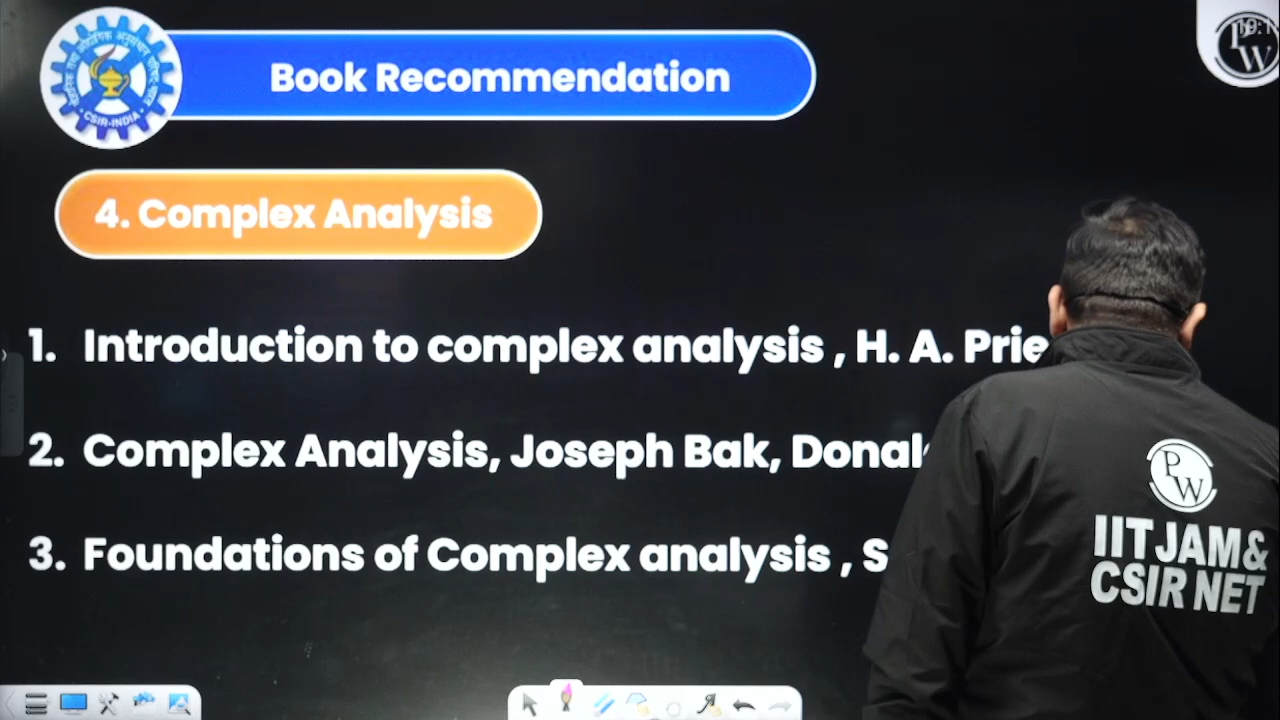 Book Recommendation
CSIR-INDIA
PW
4. Complex Analysis
1. Introduction to complex analysis , H. A. Prie
2. Complex Analysis, Joseph Bak, Donal
3. Foundations of Complex analysis , S
PW
IIT JAM &
CSIR NET